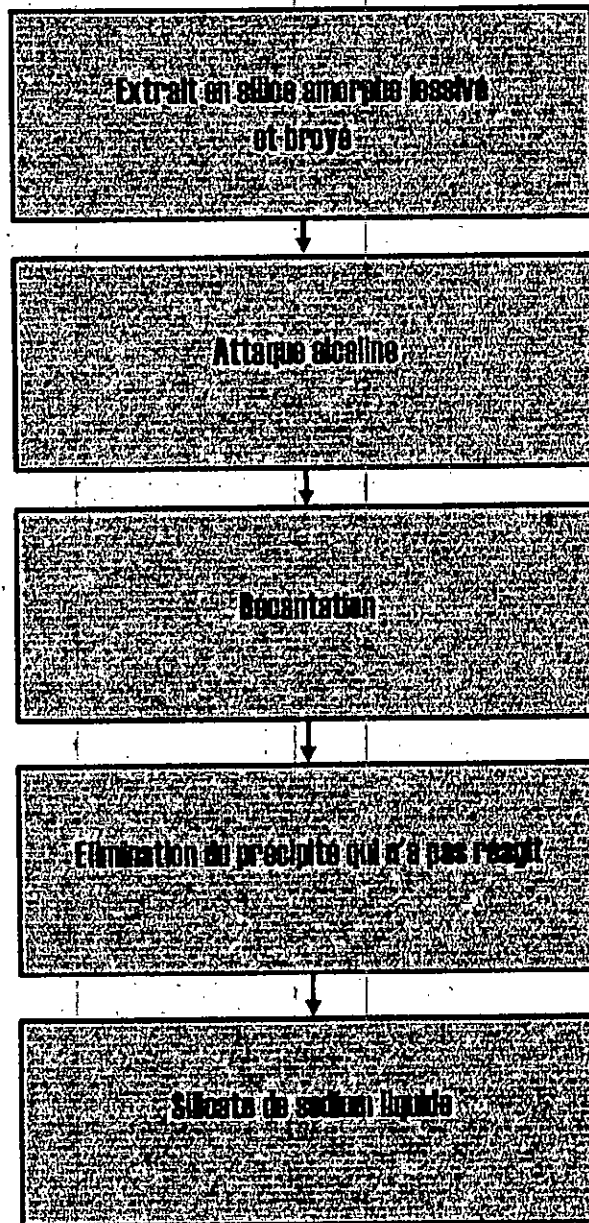 Extrait en silice amorphe lessivé
et broyé
Attaque alcaline
Décantation
Elimination du précipité qui n'a pas réagit
Silicate de sodium liquide